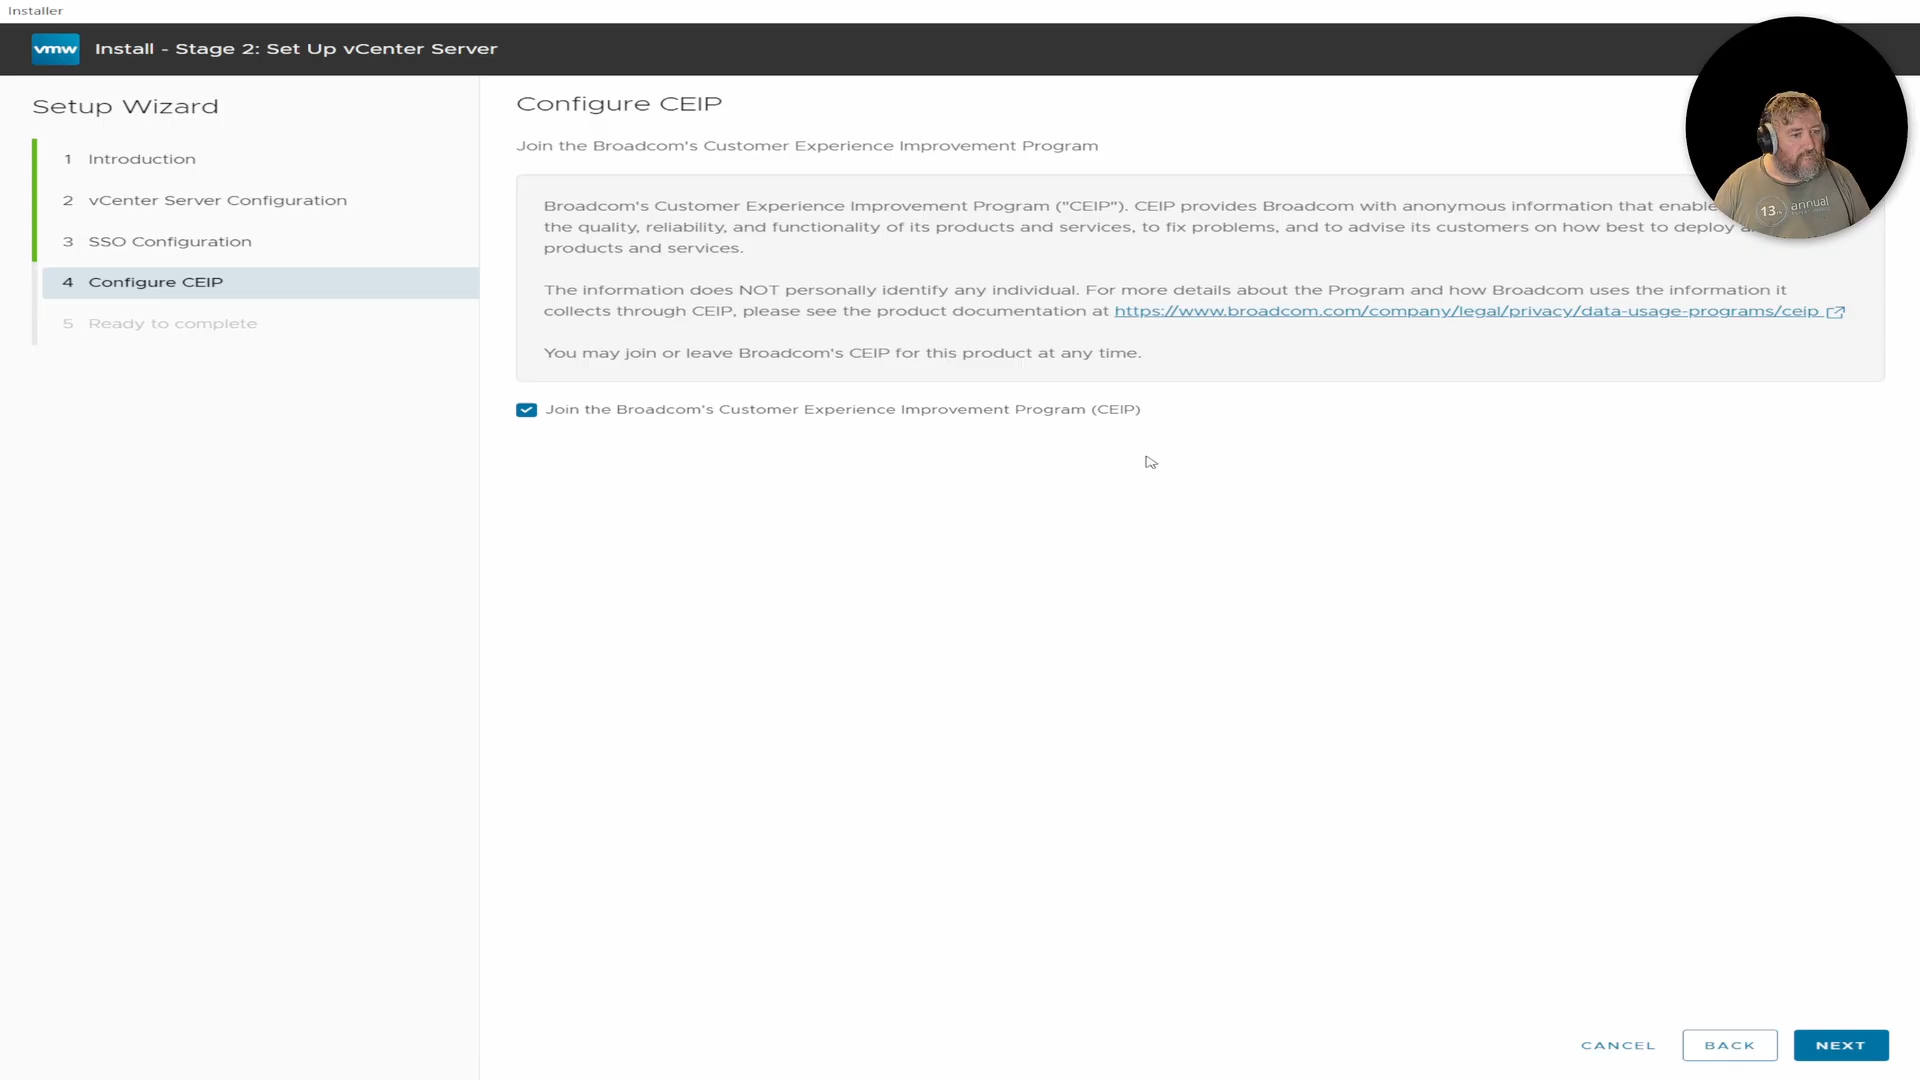 Installer
vmw Install - Stage 2: Set Up vCenter Server
Setup Wizard
1 Introduction
2 vCenter Server Configuration
3 SSO Configuration
4 Configure CEIP
5 Ready to complete
Configure CEIP
Join the Broadcom's Customer Experience Improvement Program
Broadcom's Customer Experience Improvement Program ("CEIP"). CEIP provides Broadcom with anonymous information that
the quality, reliability, and functionality of its products and services, to fix problems, and to advise its customers on how best to deploy
products and services.
The information does NOT personally identify any individual. For more details about the Program and how Broadcom uses the information it
collects through CEIP, please see the product documentation at https://www.broadcom.com/company/legal/privacy/data-usage-programs/ceip
You may join or leave Broadcom's CEIP for this product at any time.
Join the Broadcom's Customer Experience Improvement Program (CEIP)
13th annual
CANCEL
BACK
NEXT